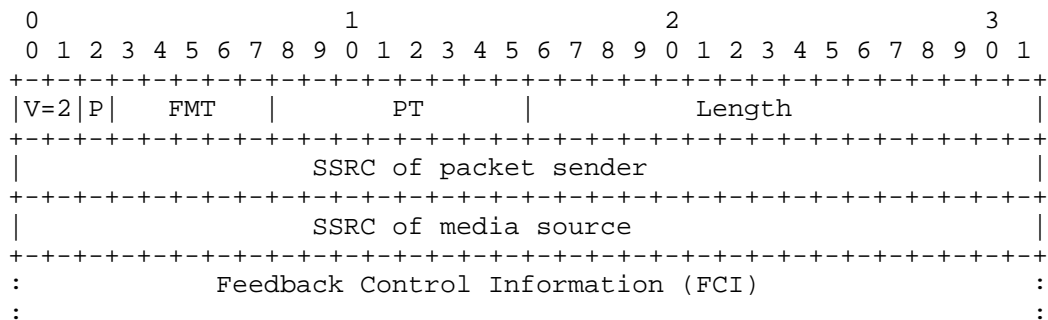 0                   1                   2                   3
 0 1 2 3 4 5 6 7 8 9 0 1 2 3 4 5 6 7 8 9 0 1 2 3 4 5 6 7 8 9 0 1
+-+-+-+-+-+-+-+-+-+-+-+-+-+-+-+-+-+-+-+-+-+-+-+-+-+-+-+-+-+-+-+-+
|V=2|P|   FMT   |       PT      |          Length               |
+-+-+-+-+-+-+-+-+-+-+-+-+-+-+-+-+-+-+-+-+-+-+-+-+-+-+-+-+-+-+-+-+
|                  SSRC of packet sender                        |
+-+-+-+-+-+-+-+-+-+-+-+-+-+-+-+-+-+-+-+-+-+-+-+-+-+-+-+-+-+-+-+-+
|                  SSRC of media source                         |
+-+-+-+-+-+-+-+-+-+-+-+-+-+-+-+-+-+-+-+-+-+-+-+-+-+-+-+-+-+-+-+-+
:            Feedback Control Information (FCI)                 :
:                                                               :